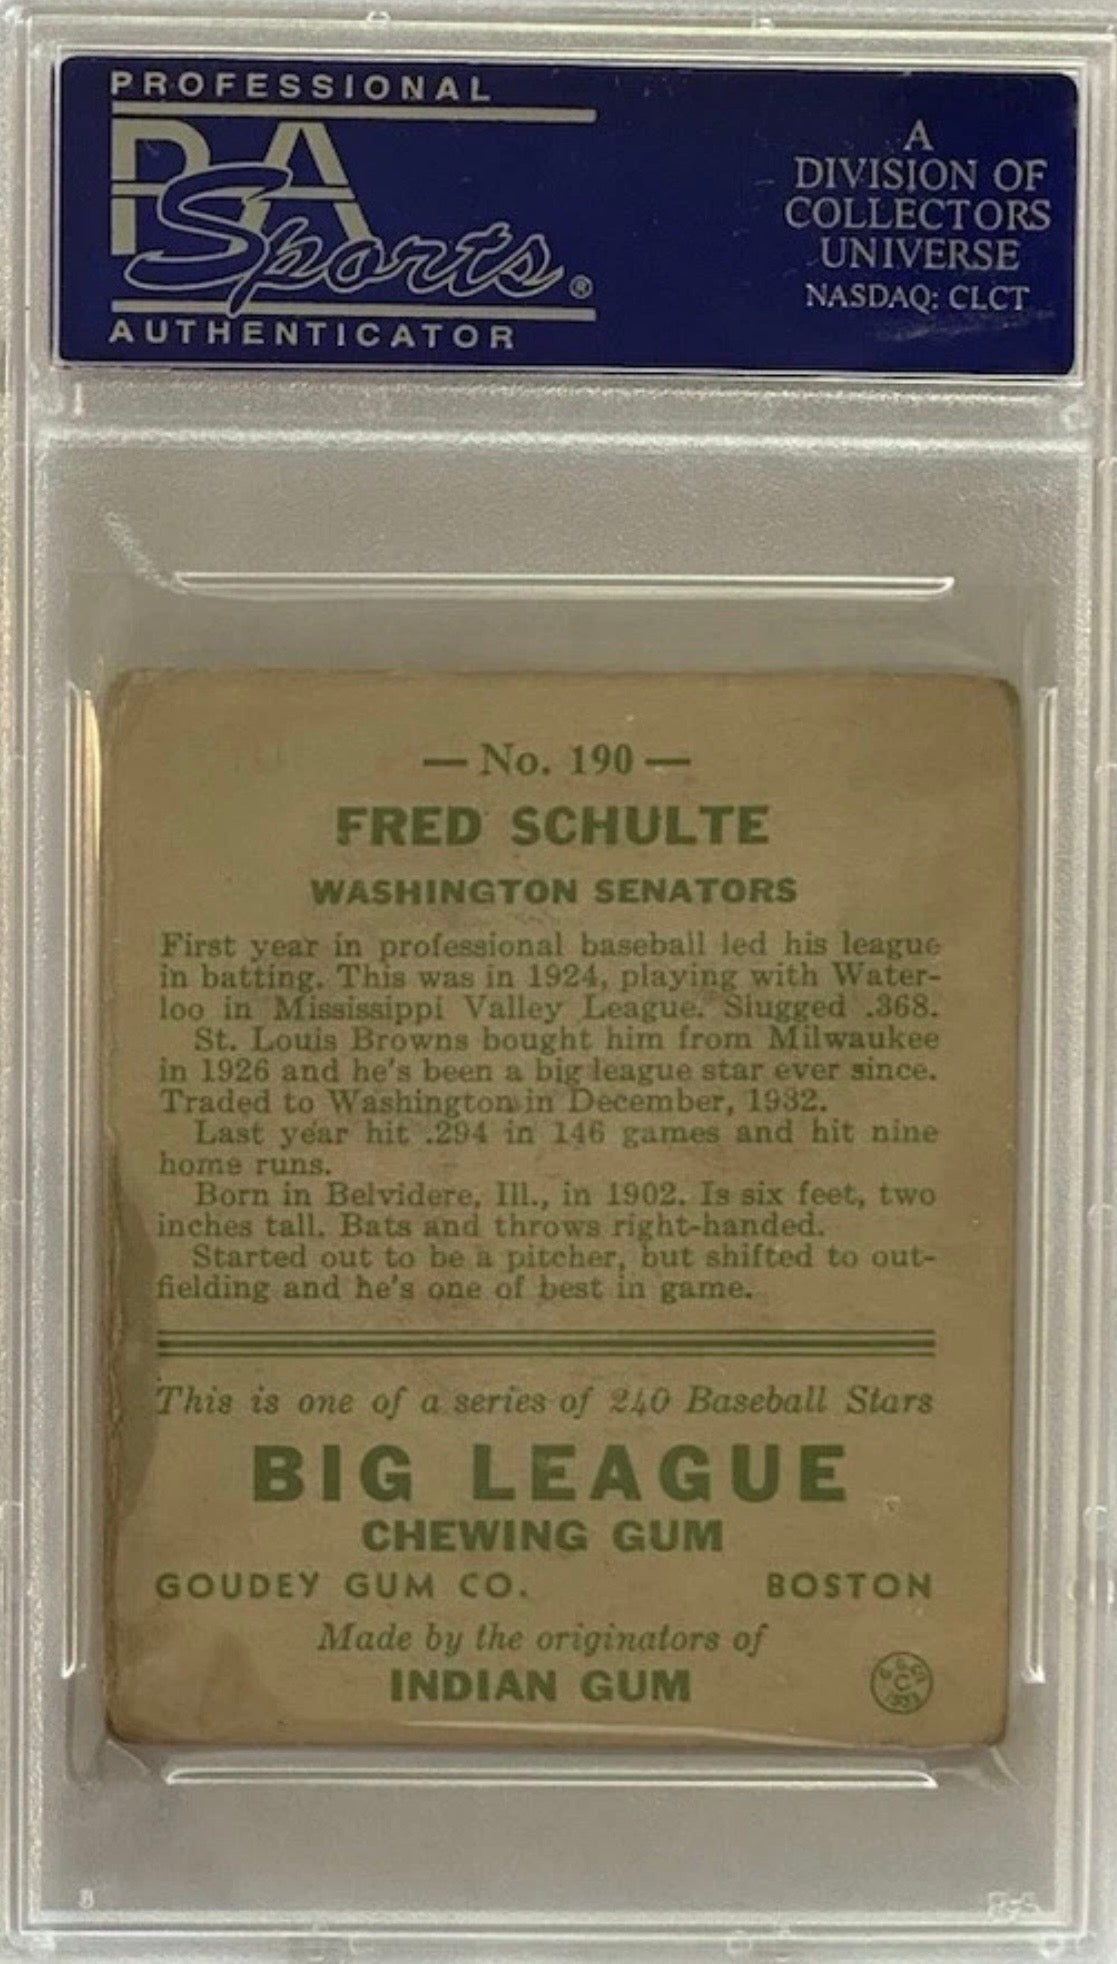 PROFESSIONAL
PSA
Sports®
AUTHENTICATOR
A
DIVISION OF
COLLECTORS
UNIVERSE
NASDAQ: CLCT
— No. 190 —
FRED SCHULTE
WASHINGTON SENATORS
First year in professional baseball led his league
in batting. This was in 1924, playing with Water-
loo in Mississippi Valley League. Slugged .368.
St. Louis Browns bought him from Milwaukee
in 1926 and he's been a big league star ever since.
Traded to Washington in December, 1932.
Last year hit .294 in 146 games and hit nine
home runs.
Born in Belvidere, Ill., in 1902. Is six feet, two
inches tall. Bats and throws right-handed.
Started out to be a pitcher, but shifted to out-
fielding and he's one of best in game.
This is one of a series of 240 Baseball Stars
BIG LEAGUE
CHEWING GUM
GOUDEY GUM CO. BOSTON
Made by the originators of
INDIAN GUM
G.G.C.
C
1933